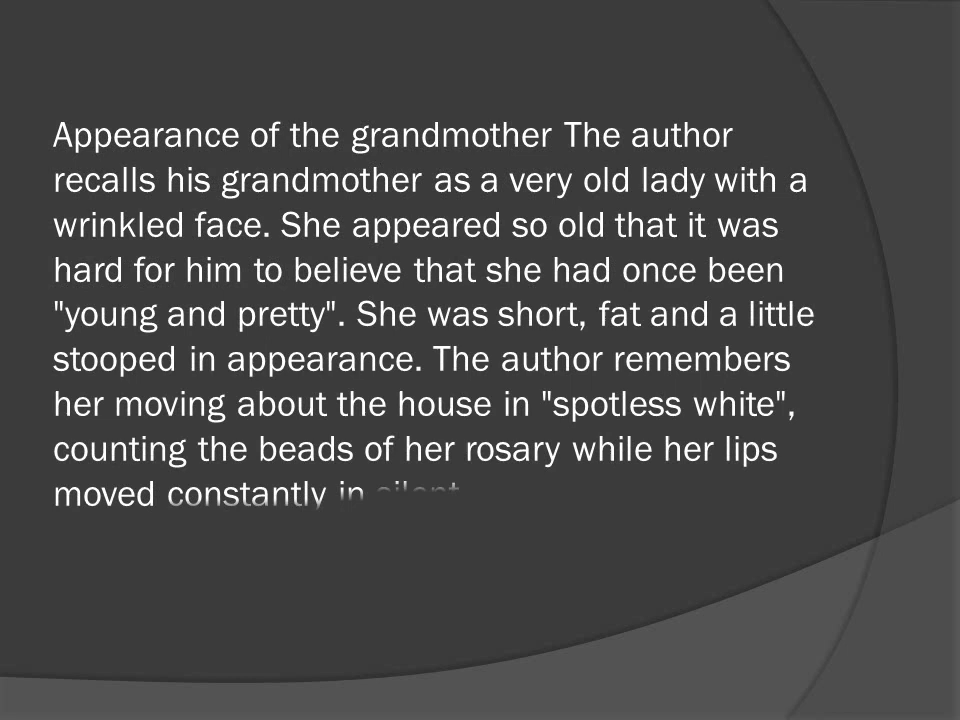 Appearance of the grandmother The author
recalls his grandmother as a very old lady with a
wrinkled face. She appeared so old that it was
hard for him to believe that she had once been
"young and pretty". She was short, fat and a little
stooped in appearance. The author remembers
her moving about the house in "spotless white",
counting the beads of her rosary while her lips
moved constantly in silent